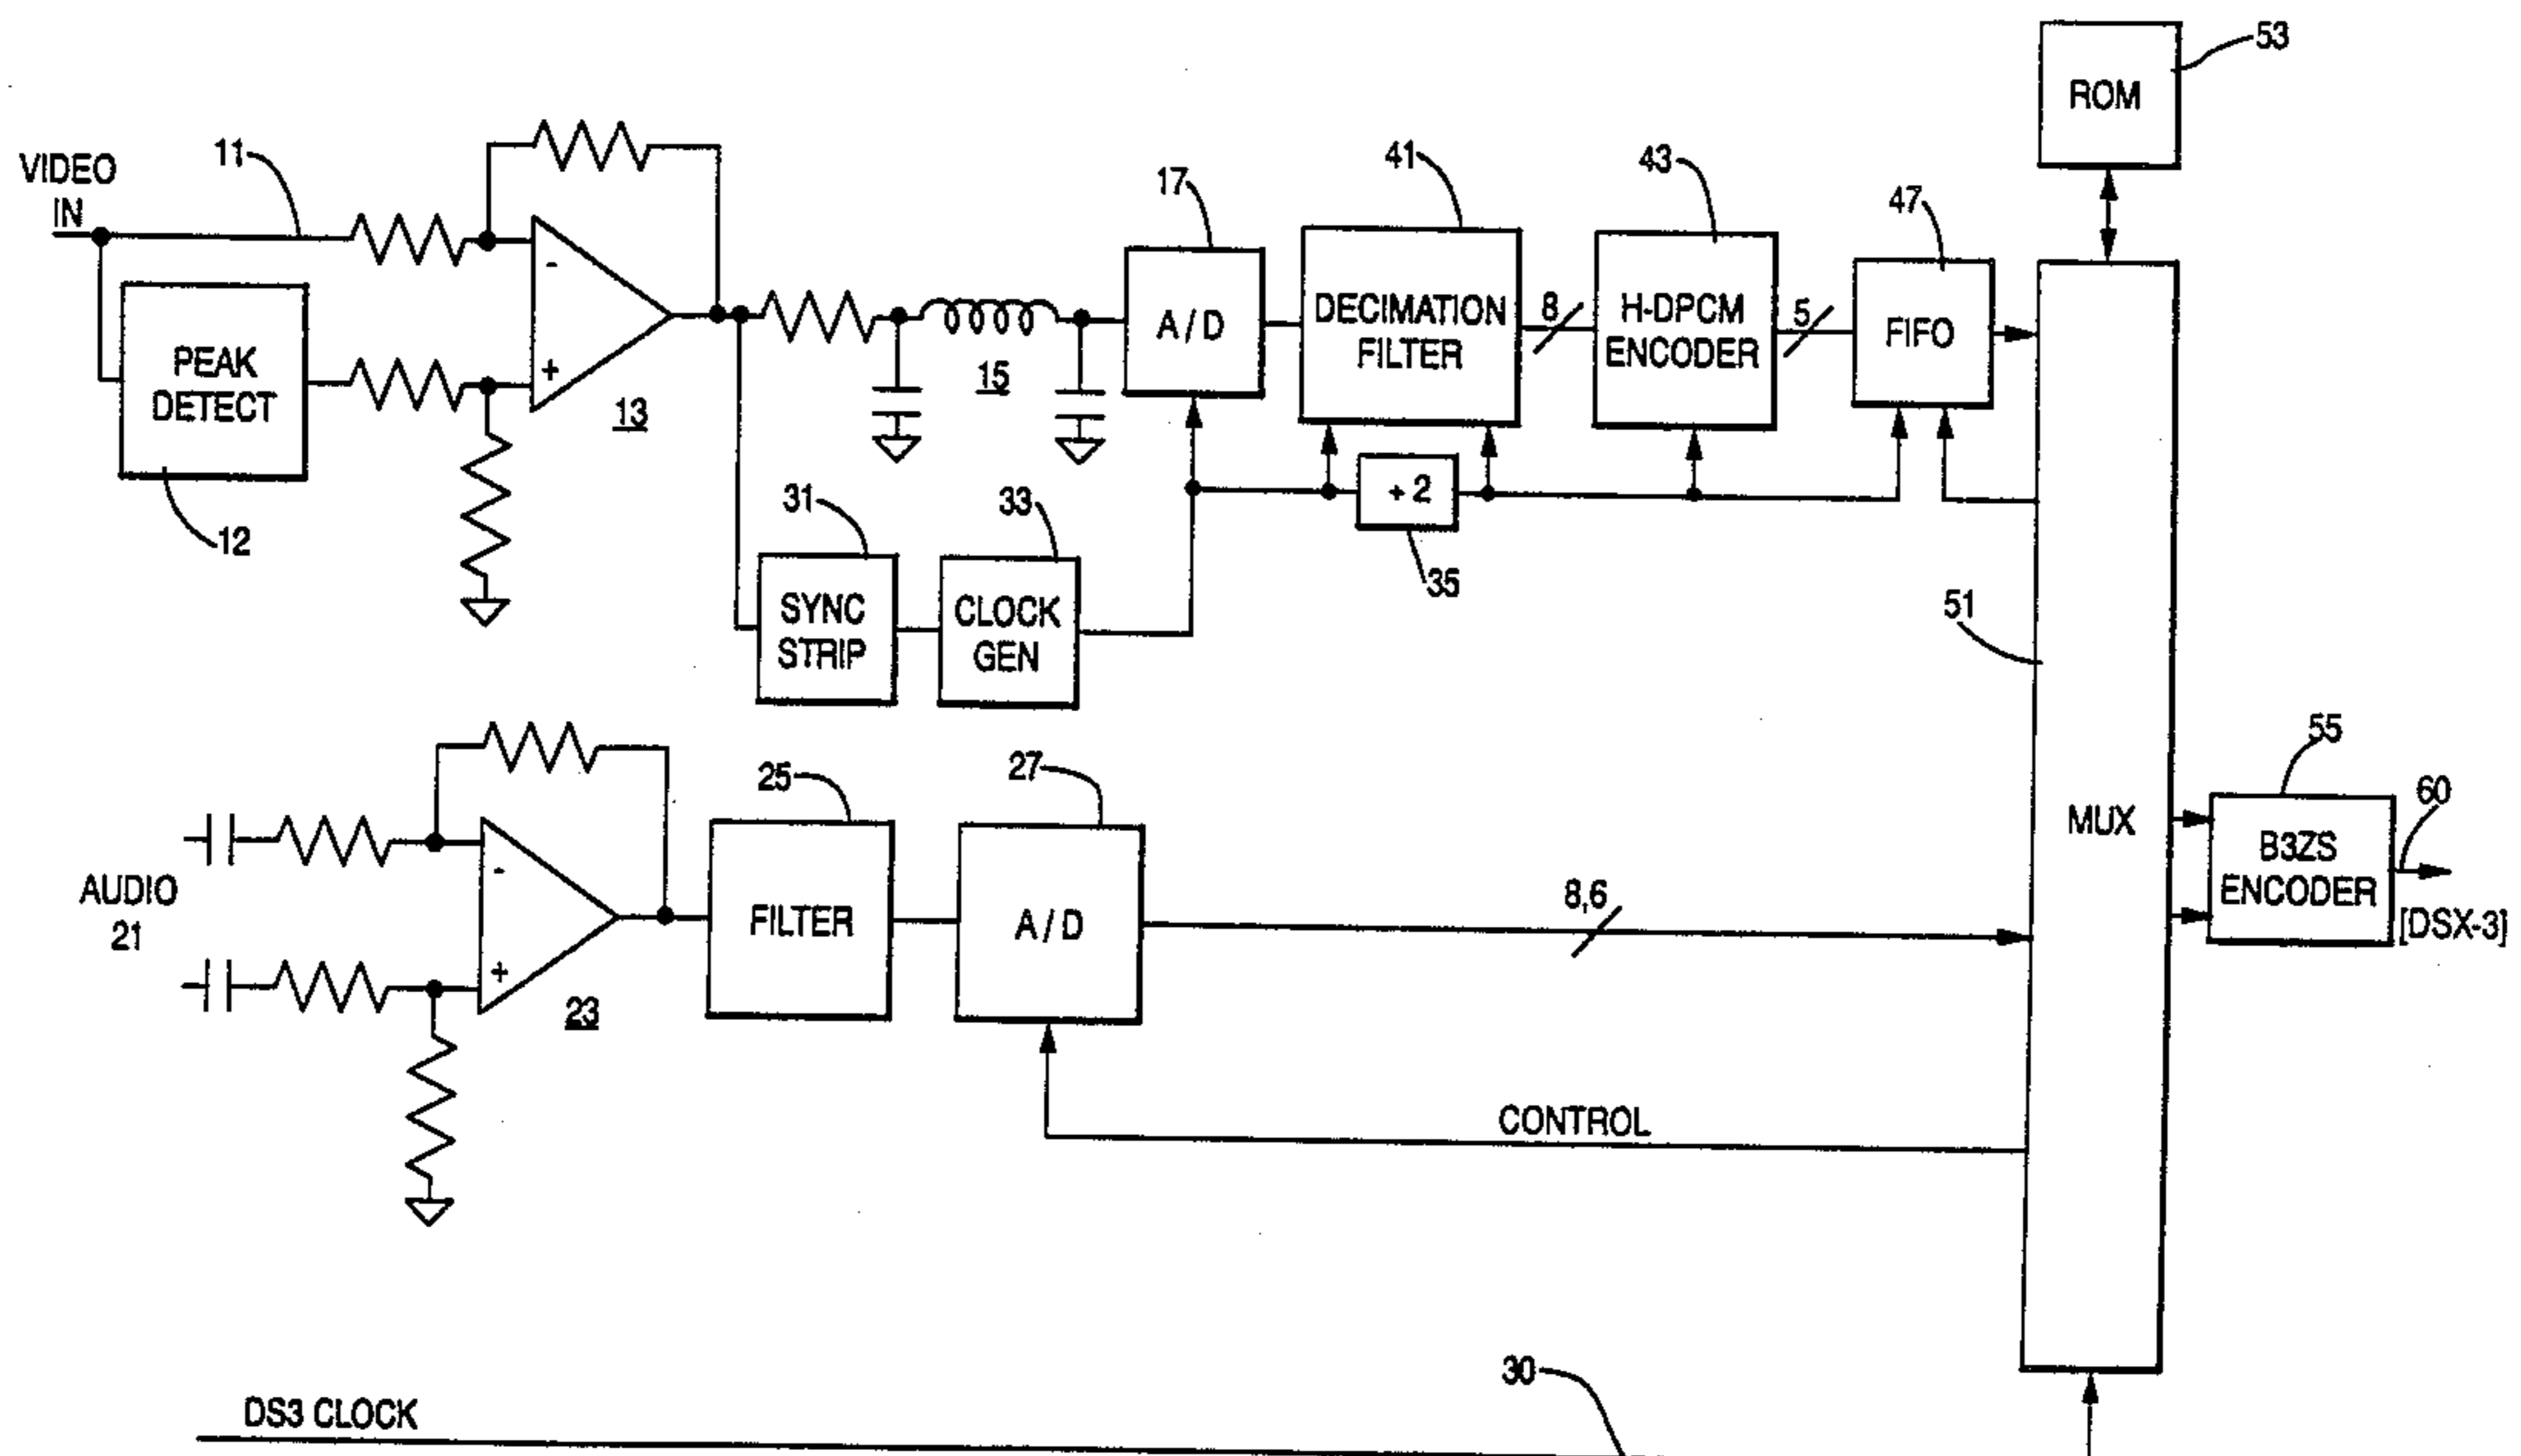 53
ROM
VIDEO
IN
11
17
41
43
47
-
+
13
PEAK
DETECT
12
15
A/D
DECIMATION
FILTER
8
H-DPCM
ENCODER
5
FIFO
31
33
+ 2
35
51
SYNC
STRIP
CLOCK
GEN
AUDIO
21
-
+
23
25
FILTER
27
A/D
8,6
MUX
55
B3ZS
ENCODER
60
[DSX-3]
CONTROL
30
DS3 CLOCK